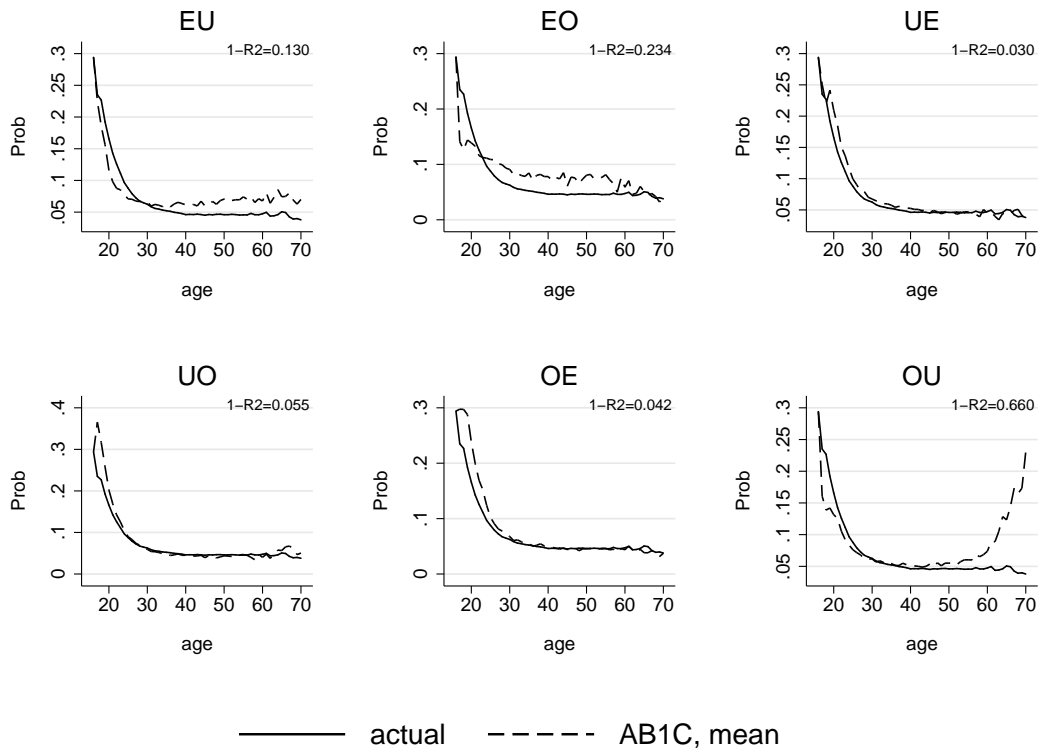 EU
1−R2=0.130
Prob
.3
.25
.2
.15
.1
.05
20 30 40 50 60 70
age
EO
1−R2=0.234
Prob
.3
.2
.1
0
20 30 40 50 60 70
age
UE
1−R2=0.030
Prob
.3
.25
.2
.15
.1
.05
20 30 40 50 60 70
age
UO
1−R2=0.055
Prob
.4
.3
.2
.1
0
20 30 40 50 60 70
age
OE
1−R2=0.042
Prob
.3
.2
.1
0
20 30 40 50 60 70
age
OU
1−R2=0.660
Prob
.3
.25
.2
.15
.1
.05
20 30 40 50 60 70
age
actual AB1C, mean